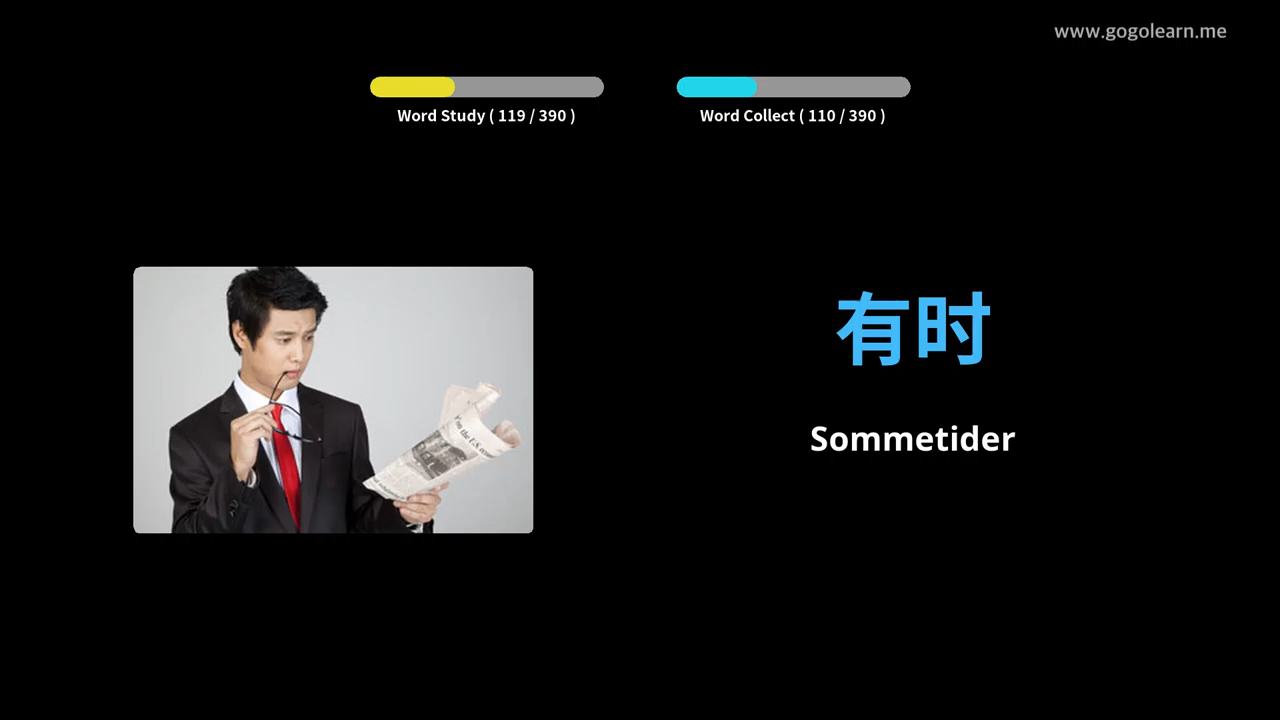 www.gogolearn.me
Word Study ( 119 / 390 )
Word Collect ( 110 / 390 )
有时
Sommetider